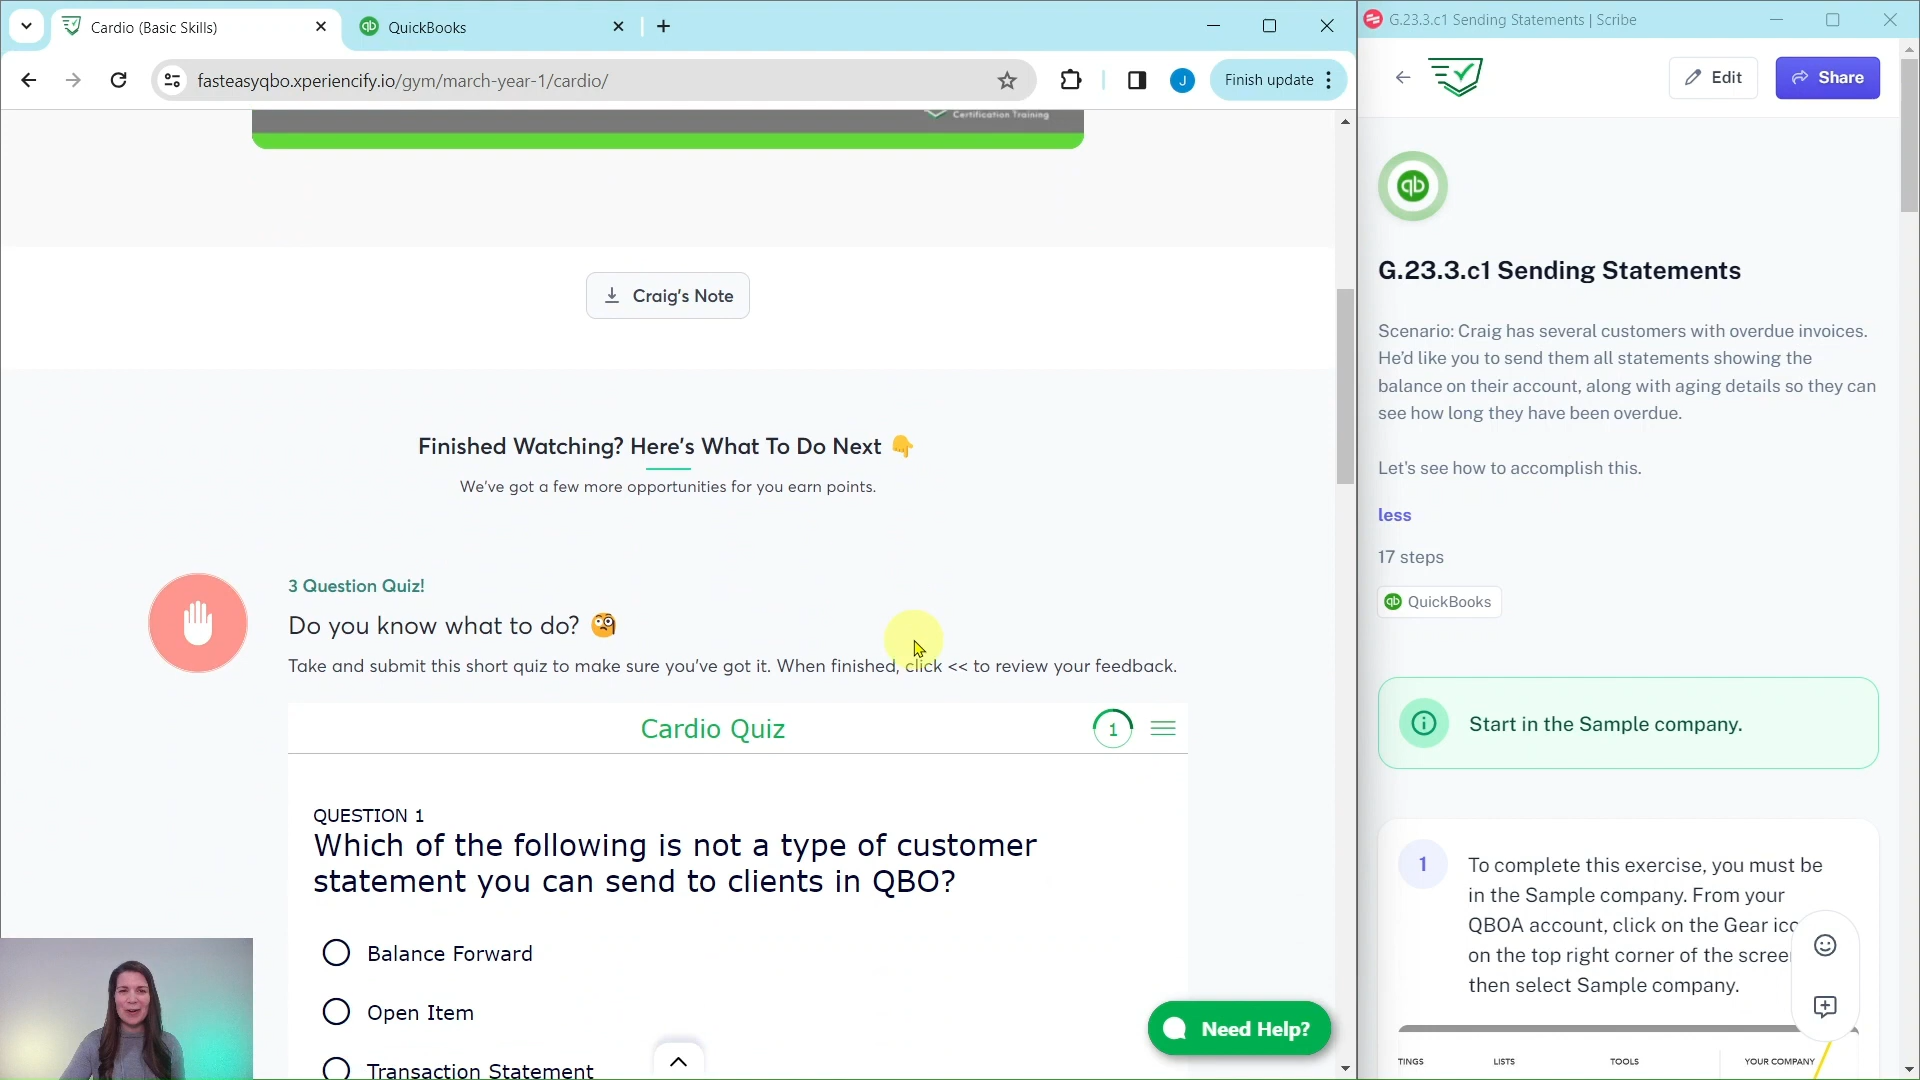 Cardio (Basic Skills)
QuickBooks
G.23.3.c1 Sending Statements | Scribe
fasteasyqbo.xperiencify.io/gym/march-year-1/cardio/
J
Finish update
Edit
Share
Certification Training
Craig's Note
Finished Watching? Here's What To Do Next 👇
We've got a few more opportunities for you earn points.
3 Question Quiz!
Do you know what to do? 🧐
Take and submit this short quiz to make sure you've got it. When finished, click << to review your feedback.
Cardio Quiz
1
QUESTION 1
Which of the following is not a type of customer
statement you can send to clients in QBO?
Balance Forward
Open Item
Transaction Statement
Need Help?
qb
G.23.3.c1 Sending Statements
Scenario: Craig has several customers with overdue invoices.
He'd like you to send them all statements showing the
balance on their account, along with aging details so they can
see how long they have been overdue.
Let's see how to accomplish this.
less
17 steps
QuickBooks
Start in the Sample company.
1
To complete this exercise, you must be
in the Sample company. From your
QBOA account, click on the Gear
on the top right corner of the
then select Sample company.
TINGS LISTS TOOLS YOUR COMPANY